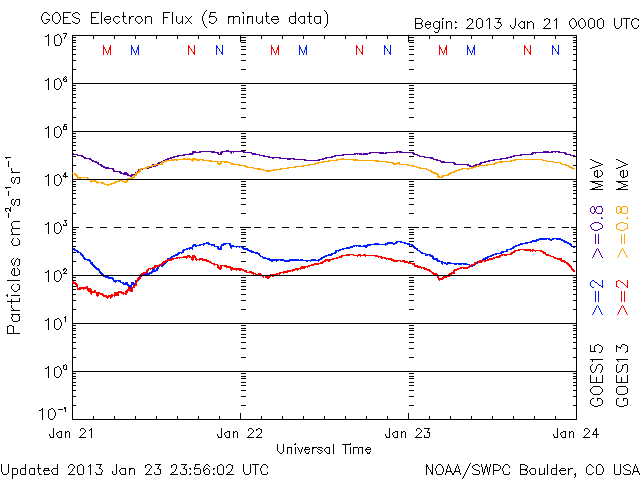 GOES Electron Flux (5 minute data)
Begin: 2013 Jan 21 0000 UTC
M M N N M M N N M M N N
10⁷
10⁶
10⁵
10⁴
10³
10²
10¹
10⁰
10⁻¹
Particles cm⁻²s⁻¹sr⁻¹
Jan 21 Jan 22 Jan 23 Jan 24
Universal Time
GOES15 >=2 >=0.8 MeV
GOES13 >=2 >=0.8 MeV
Updated 2013 Jan 23 23:56:02 UTC
NOAA/SWPC Boulder, CO USA